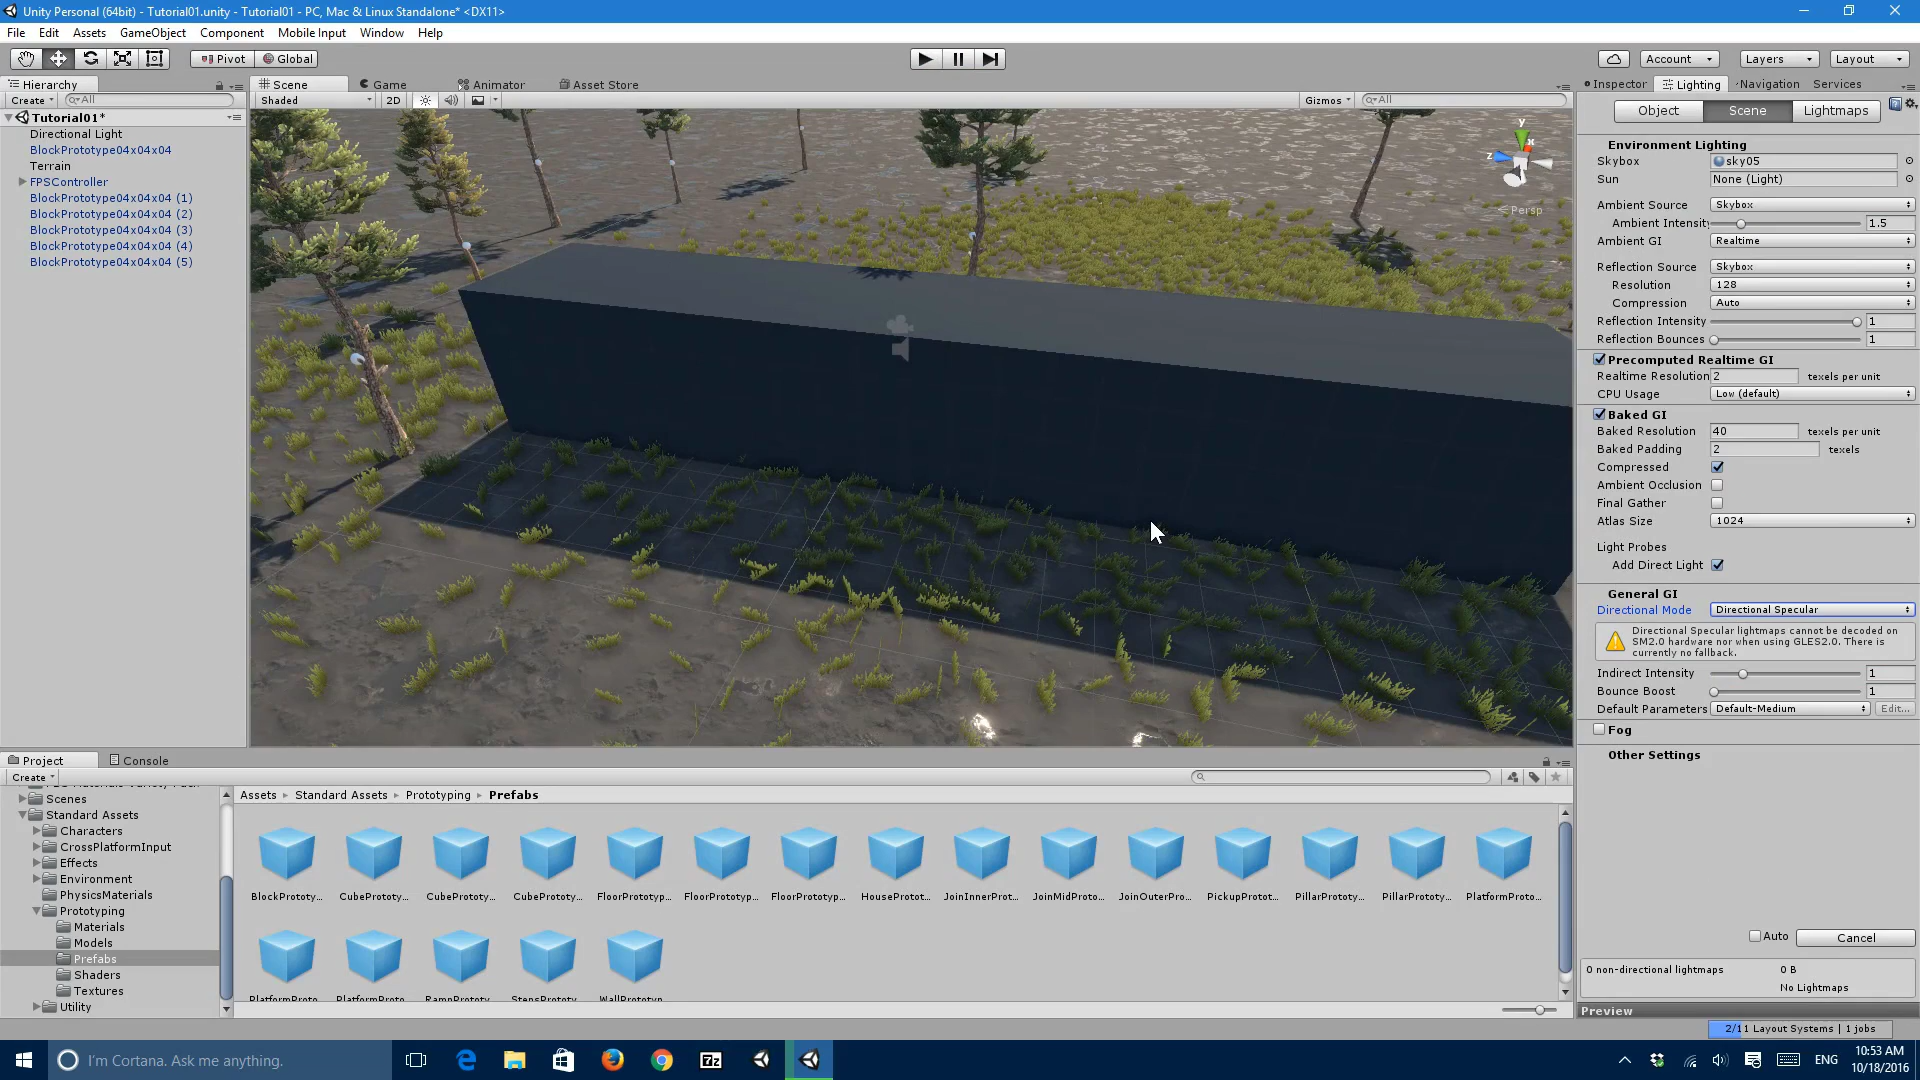 Unity Personal (64bit) - Tutorial01.unity - Tutorial01 - PC, Mac & Linux Standalone* <DX11>
File Edit Assets GameObject Component Mobile Input Window Help
Pivot Global Account Layers Layout
Hierarchy
Create All
Tutorial01*
Directional Light
BlockPrototype04x04x04
Terrain
FPSController
BlockPrototype04x04x04 (1)
BlockPrototype04x04x04 (2)
BlockPrototype04x04x04 (3)
BlockPrototype04x04x04 (4)
BlockPrototype04x04x04 (5)
Scene Game Animator Asset Store
Shaded 2D Gizmos All
y
x
z
Persp
Inspector Lighting Navigation Services
Object Scene Lightmaps
Environment Lighting
Skybox sky05
Sun None (Light)
Ambient Source Skybox
Ambient Intensit 1.5
Ambient GI Realtime
Reflection Source Skybox
Resolution 128
Compression Auto
Reflection Intensity 1
Reflection Bounces 1
Precomputed Realtime GI
Realtime Resolution 2 texels per unit
CPU Usage Low (default)
Baked GI
Baked Resolution 40 texels per unit
Baked Padding 2 texels
Compressed
Ambient Occlusion
Final Gather
Atlas Size 1024
Light Probes
Add Direct Light
General GI
Directional Mode Directional Specular
Directional Specular lightmaps cannot be decoded on
SM2.0 hardware nor when using GLES2.0. There is
currently no fallback.
Indirect Intensity 1
Bounce Boost 1
Default Parameters Default-Medium Edit...
Fog
Other Settings
Auto Cancel
0 non-directional lightmaps 0 B
No Lightmaps
Preview
2/11 Layout Systems | 1 jobs
Project Console
Create
Scenes
Standard Assets
Characters
CrossPlatformInput
Effects
Environment
PhysicsMaterials
Prototyping
Materials
Models
Prefabs
Shaders
Textures
Utility
Assets Standard Assets Prototyping Prefabs
BlockPrototy... CubePrototy... CubePrototy... CubePrototy... FloorPrototyp... FloorPrototyp... FloorPrototyp... HousePrototy... JoinInnerProt... JoinMidProto... JoinOuterPro... PickupPrototy... PillarPrototy... PillarPrototy... PlatformProto...
PlatformProto... PlatformProto... RampPrototy... StepsPrototy... WallPrototyp...
I'm Cortana. Ask me anything.
7z
ENG
10:53 AM
10/18/2016